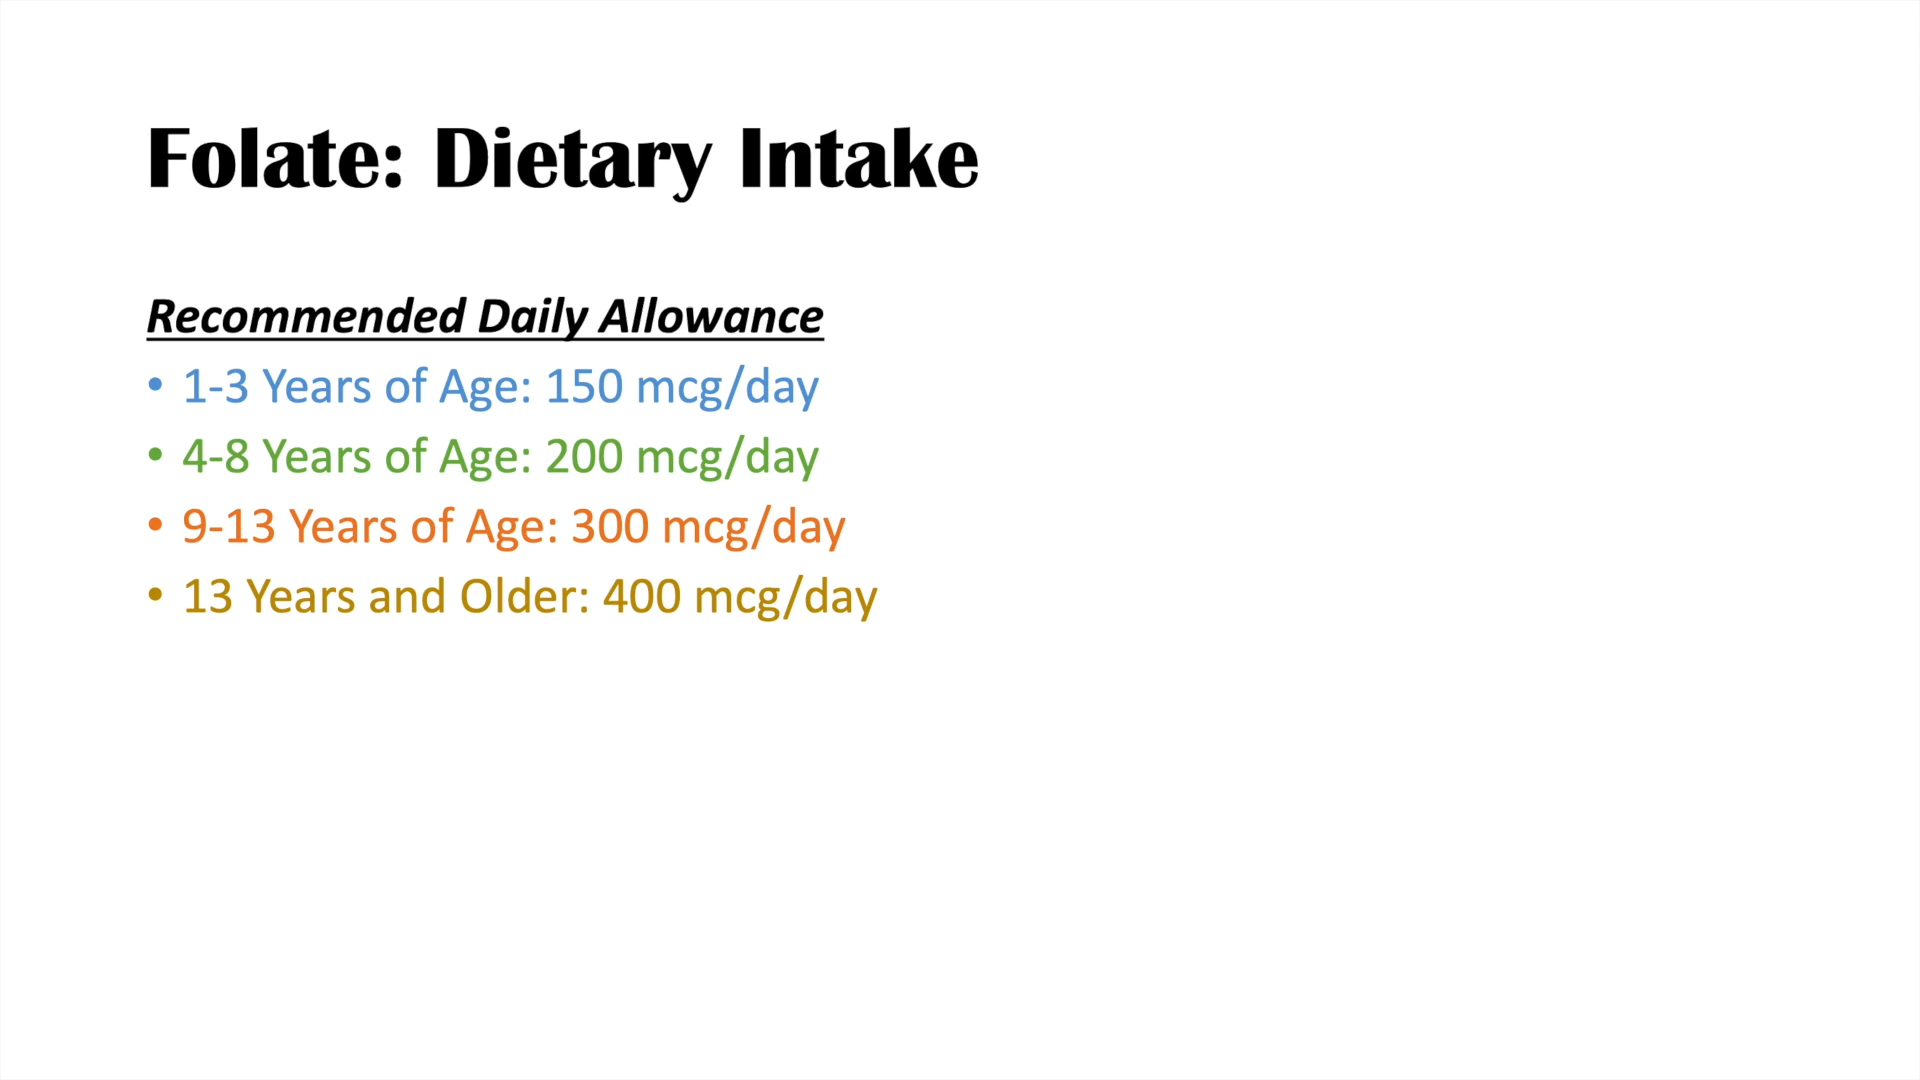 Folate: Dietary Intake
Recommended Daily Allowance
• 1-3 Years of Age: 150 mcg/day
• 4-8 Years of Age: 200 mcg/day
• 9-13 Years of Age: 300 mcg/day
• 13 Years and Older: 400 mcg/day